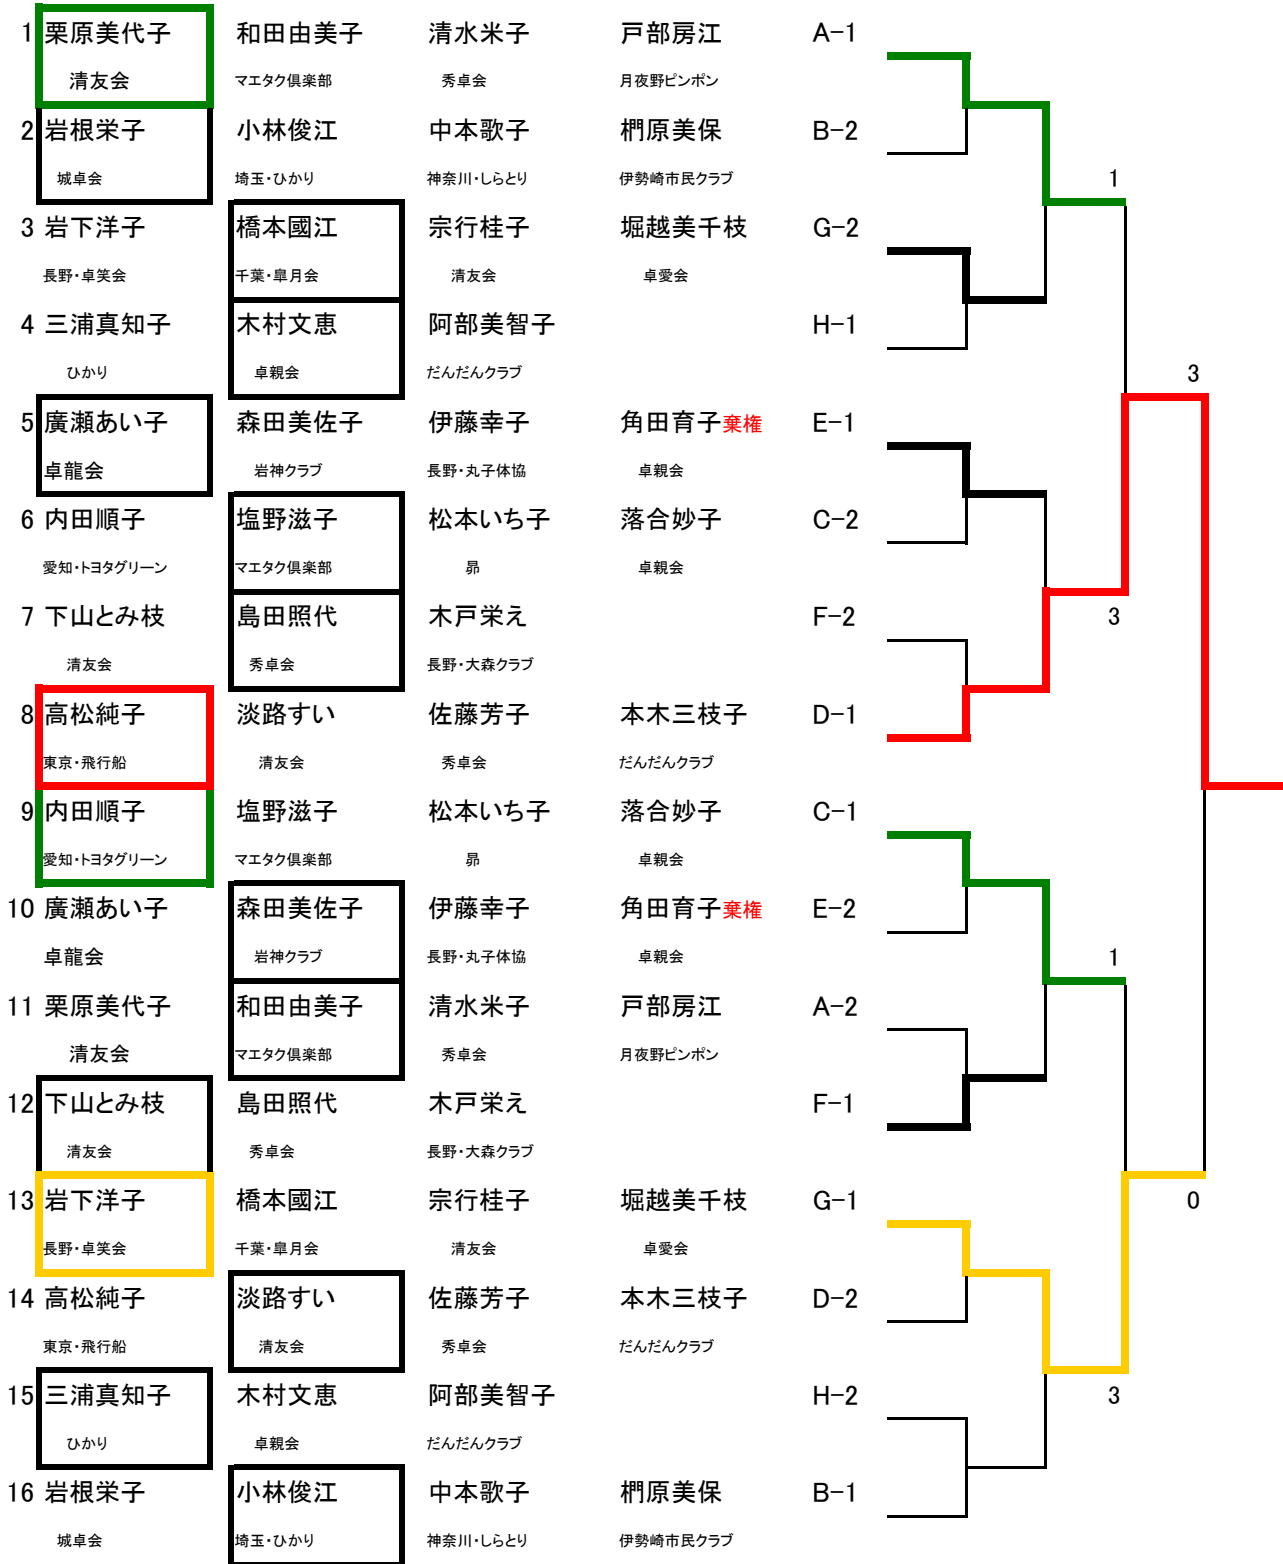 1 栗原美代子 和田由美子 清水米子 戸部房江 A-1
清友会 マエタク倶楽部 秀卓会 月夜野ピンポン
2 岩根栄子 小林俊江 中本歌子 椚原美保 B-2
城卓会 埼玉・ひかり 神奈川・しらとり 伊勢崎市民クラブ
1
3 岩下洋子 橋本國江 宗行桂子 堀越美千枝 G-2
長野・卓笑会 千葉・皐月会 清友会 卓愛会
4 三浦真知子 木村文恵 阿部美智子 H-1
ひかり 卓親会 だんだんクラブ
3
5 廣瀬あい子 森田美佐子 伊藤幸子 角田育子棄権 E-1
卓龍会 岩神クラブ 長野・丸子体協 卓親会
6 内田順子 塩野滋子 松本いち子 落合妙子 C-2
愛知・トヨタグリーン マエタク倶楽部 昴 卓親会
7 下山とみ枝 島田照代 木戸栄え F-2 3
清友会 秀卓会 長野・大森クラブ
8 高松純子 淡路すい 佐藤芳子 本木三枝子 D-1
東京・飛行船 清友会 秀卓会 だんだんクラブ
9 内田順子 塩野滋子 松本いち子 落合妙子 C-1
愛知・トヨタグリーン マエタク倶楽部 昴 卓親会
10 廣瀬あい子 森田美佐子 伊藤幸子 角田育子棄権 E-2
卓龍会 岩神クラブ 長野・丸子体協 卓親会 1
11 栗原美代子 和田由美子 清水米子 戸部房江 A-2
清友会 マエタク倶楽部 秀卓会 月夜野ピンポン
12 下山とみ枝 島田照代 木戸栄え F-1
清友会 秀卓会 長野・大森クラブ
13 岩下洋子 橋本國江 宗行桂子 堀越美千枝 G-1 0
長野・卓笑会 千葉・皐月会 清友会 卓愛会
14 高松純子 淡路すい 佐藤芳子 本木三枝子 D-2
東京・飛行船 清友会 秀卓会 だんだんクラブ
15 三浦真知子 木村文恵 阿部美智子 H-2 3
ひかり 卓親会 だんだんクラブ
16 岩根栄子 小林俊江 中本歌子 椚原美保 B-1
城卓会 埼玉・ひかり 神奈川・しらとり 伊勢崎市民クラブ